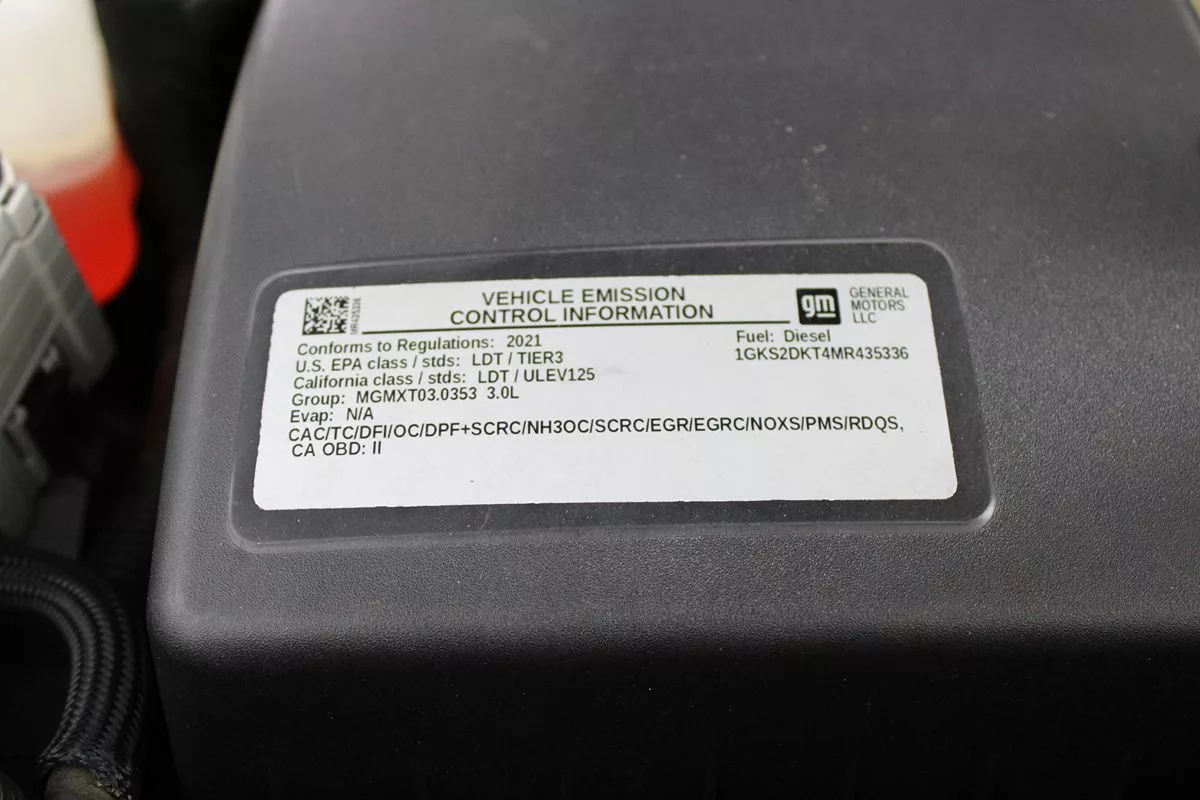 MR435336
VEHICLE EMISSION
CONTROL INFORMATION
gm
GENERAL
MOTORS
LLC
Conforms to Regulations: 2021
U.S. EPA class / stds: LDT / TIER3
California class / stds: LDT / ULEV125
Group: MGMXT03.0353 3.0L
Evap: N/A
Fuel: Diesel
1GKS2DKT4MR435336
CAC/TC/DFI/OC/DPF+SCRC/NH3OC/SCRC/EGR/EGRC/NOXS/PMS/RDQS,
CA OBD: II